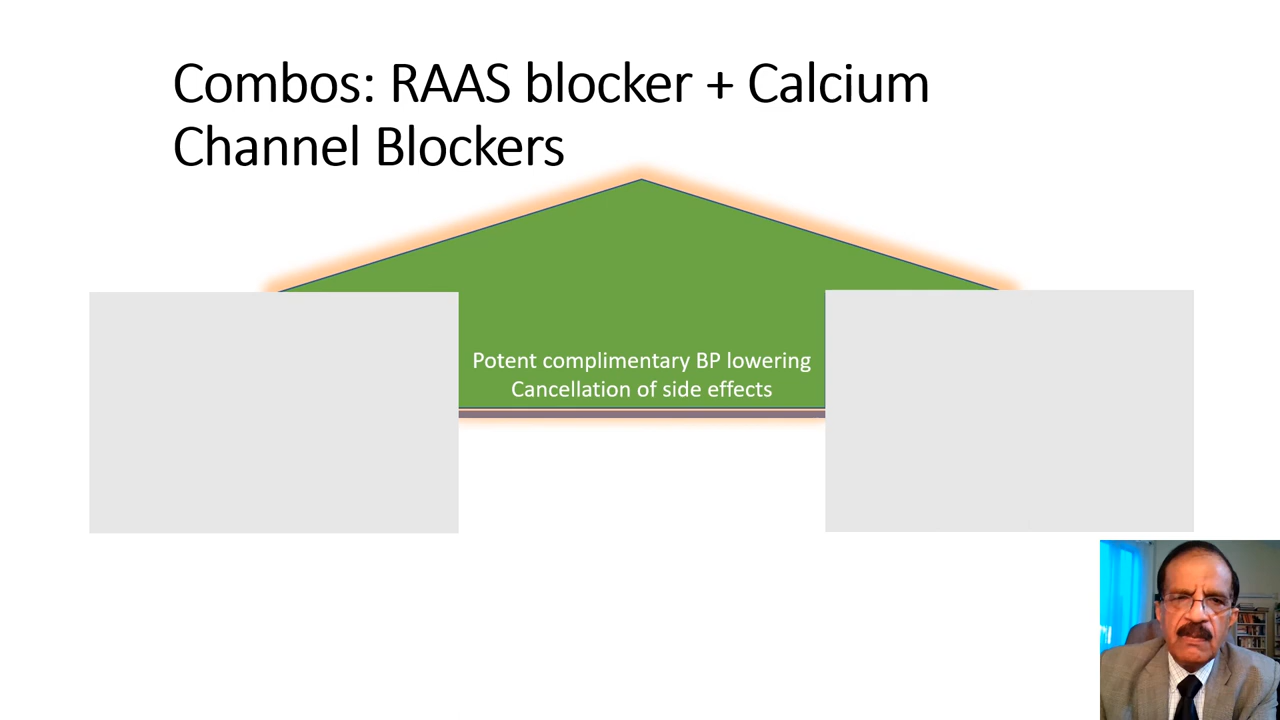 Combos: RAAS blocker + Calcium
Channel Blockers
Potent complimentary BP lowering
Cancellation of side effects